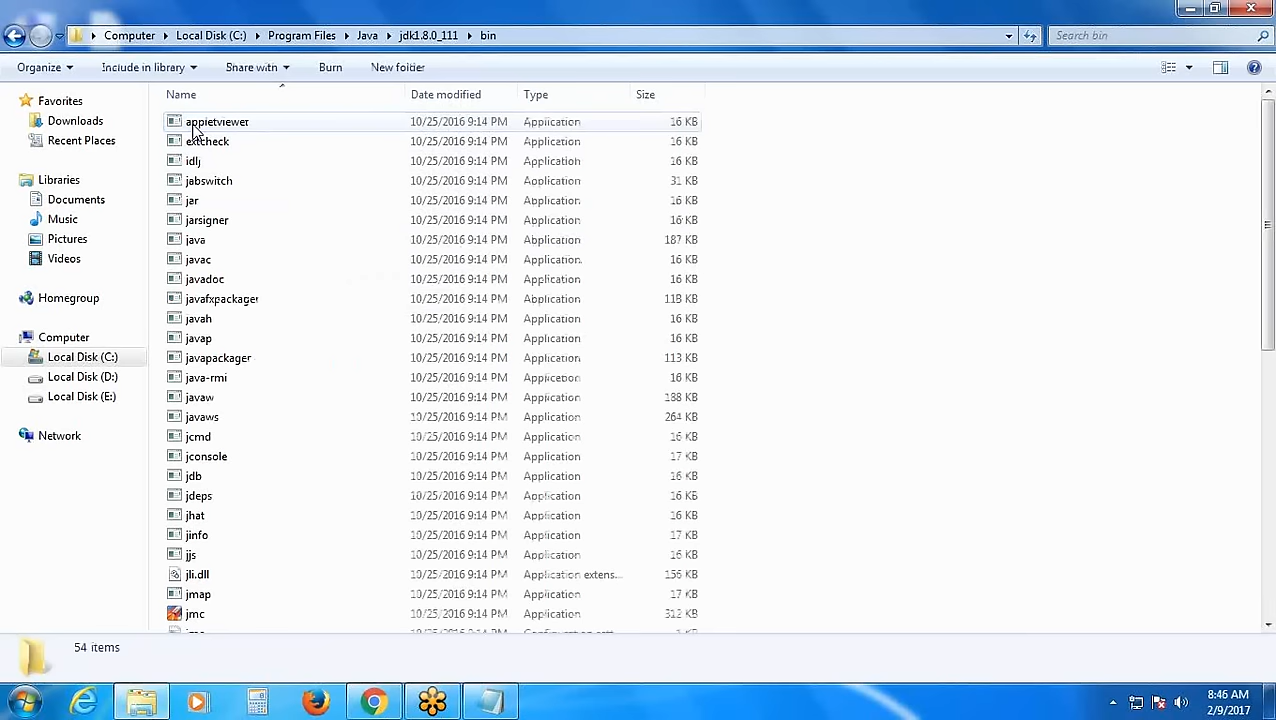 Computer Local Disk (C:) Program Files Java jdk1.8.0_111 bin Search bin
Organize Include in library Share with Burn New folder
Name Date modified Type Size
Favorites
Downloads
Recent Places
Libraries
Documents
Music
Pictures
Videos
Homegroup
Computer
Local Disk (C:)
Local Disk (D:)
Local Disk (E:)
Network
appletviewer 10/25/2016 9:14 PM Application 16 KB
extcheck 10/25/2016 9:14 PM Application 16 KB
idlj 10/25/2016 9:14 PM Application 16 KB
jabswitch 10/25/2016 9:14 PM Application 31 KB
jar 10/25/2016 9:14 PM Application 16 KB
jarsigner 10/25/2016 9:14 PM Application 16 KB
java 10/25/2016 9:14 PM Application 187 KB
javac 10/25/2016 9:14 PM Application 16 KB
javadoc 10/25/2016 9:14 PM Application 16 KB
javafxpackager 10/25/2016 9:14 PM Application 113 KB
javah 10/25/2016 9:14 PM Application 16 KB
javap 10/25/2016 9:14 PM Application 16 KB
javapackager 10/25/2016 9:14 PM Application 113 KB
java-rmi 10/25/2016 9:14 PM Application 16 KB
javaw 10/25/2016 9:14 PM Application 188 KB
javaws 10/25/2016 9:14 PM Application 264 KB
jcmd 10/25/2016 9:14 PM Application 16 KB
jconsole 10/25/2016 9:14 PM Application 17 KB
jdb 10/25/2016 9:14 PM Application 16 KB
jdeps 10/25/2016 9:14 PM Application 16 KB
jhat 10/25/2016 9:14 PM Application 16 KB
jinfo 10/25/2016 9:14 PM Application 17 KB
jjs 10/25/2016 9:14 PM Application 16 KB
jli.dll 10/25/2016 9:14 PM Application extens... 156 KB
jmap 10/25/2016 9:14 PM Application 17 KB
jmc 10/25/2016 9:14 PM Application 312 KB
54 items
8:46 AM
2/9/2017